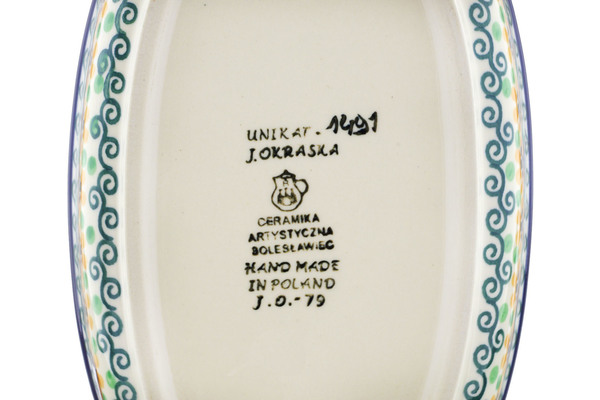 UNIKAT. 1491
J.OKRASKA
CERAMIKA
ARTYSTYCZNA
BOLESŁAWIEC
HAND MADE
IN POLAND
J.O.-79